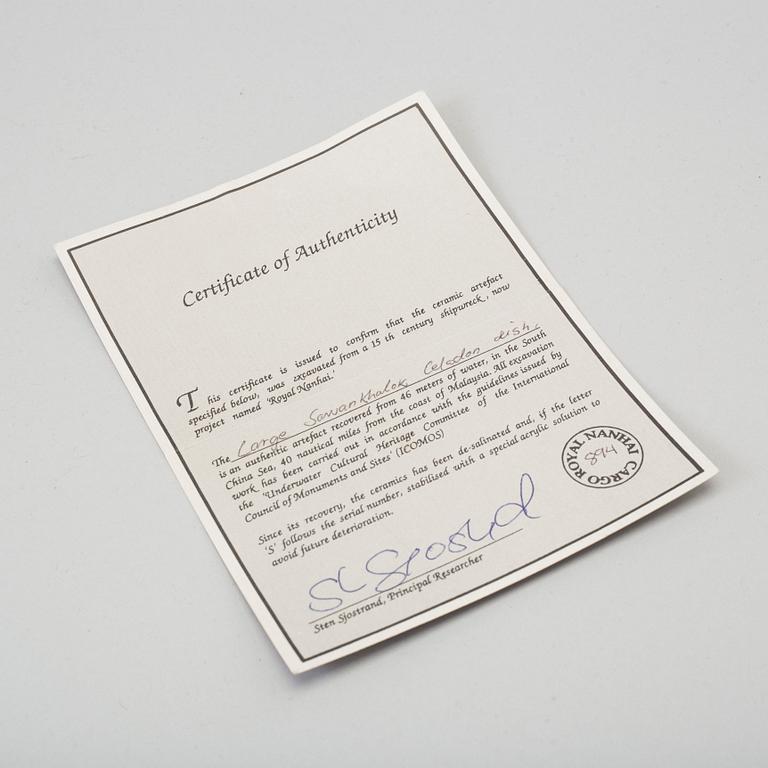 Certificate of Authenticity
This certificate is issued to confirm that the ceramic artefact
specified below, was excavated from a 15 th century shipwreck, now
project named 'Royal Nanhai.'
The Large Sawankhalok Celadon dish.
is an authentic artefact recovered from 46 meters of water, in the South
China Sea, 40 nautical miles from the coast of Malaysia. All excavation
work has been carried out in accordance with the guidelines issued by
the 'Underwater Cultural Heritage Committee of the International
Council of Monuments and Sites' (ICOMOS)
Since its recovery, the ceramics has been de-salinated and, if the letter
'S' follows the serial number, stabilised with a special acrylic solution to
avoid future deterioration.
ROYAL NANHAI CARGO
894
St Sjostrand
Sten Sjostrand, Principal Researcher